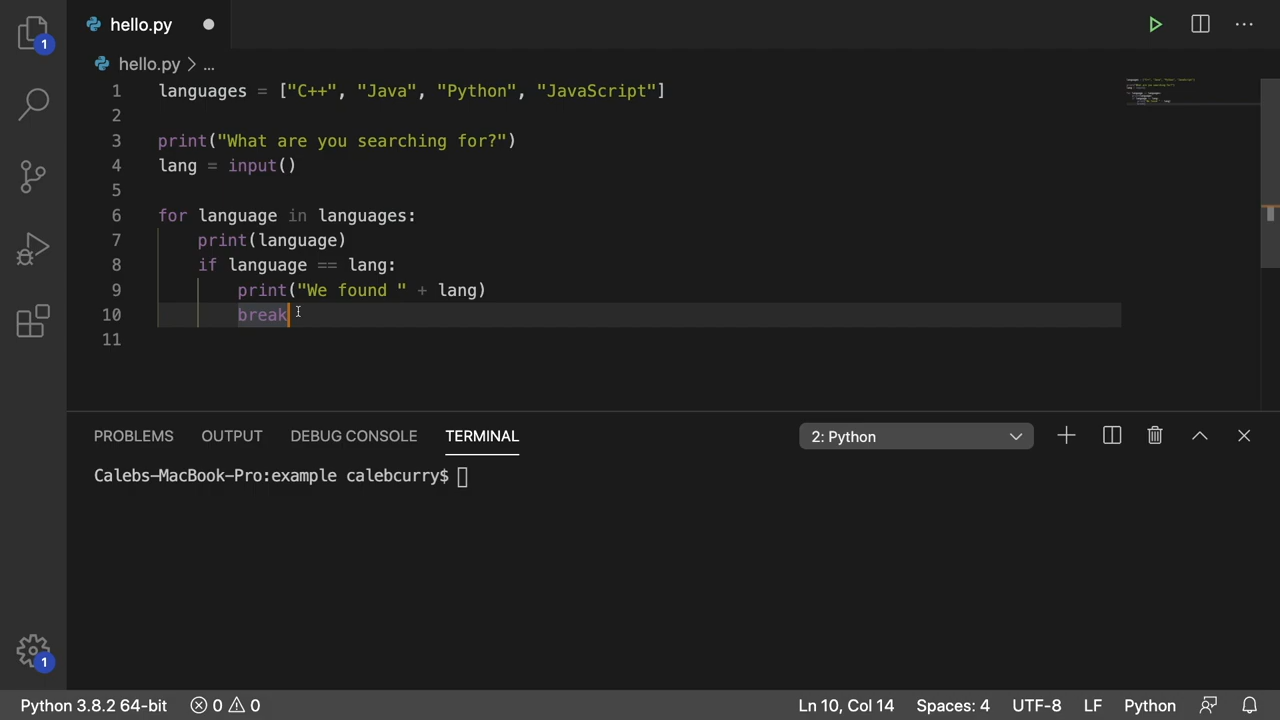 hello.py
1
hello.py > ...
1 languages = ["C++", "Java", "Python", "JavaScript"]
2
3 print("What are you searching for?")
4 lang = input()
5
6 for language in languages:
7     print(language)
8     if language == lang:
9         print("We found " + lang)
10         break
11
PROBLEMS OUTPUT DEBUG CONSOLE TERMINAL 2: Python
Calebs-MacBook-Pro:example calebcurry$
1
Python 3.8.2 64-bit 0 0 Ln 10, Col 14 Spaces: 4 UTF-8 LF Python